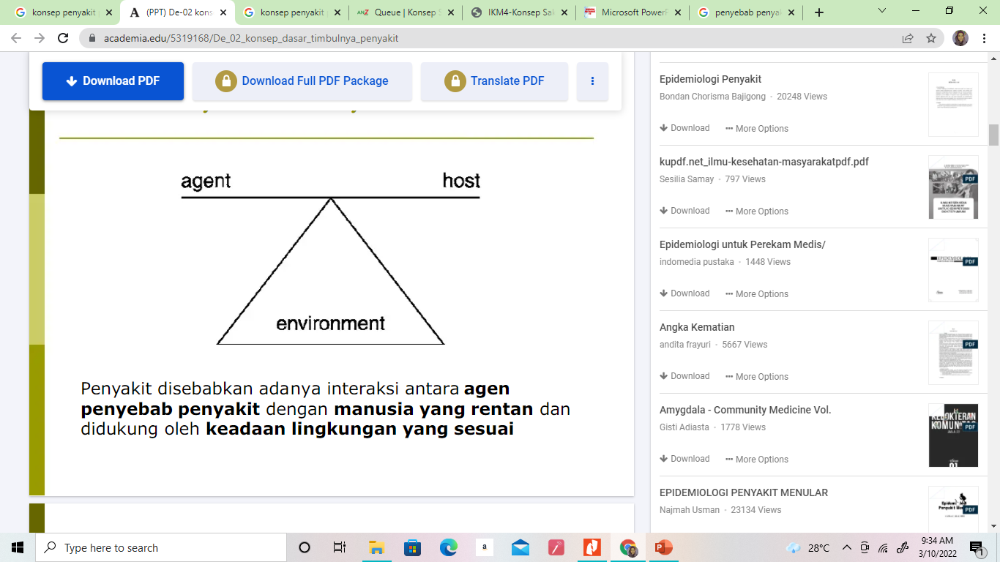 konsep penyakit
(PPT) De-02 kons
konsep penyakit
Queue | Konsep S
IKM4-Konsep Sal
Microsoft PowerP
penyebab penyak
academia.edu/5319168/De_02_konsep_dasar_timbulnya_penyakit
Download PDF
Download Full PDF Package
Translate PDF
agent host
environment
Penyakit disebabkan adanya interaksi antara agen
penyebab penyakit dengan manusia yang rentan dan
didukung oleh keadaan lingkungan yang sesuai
Epidemiologi Penyakit
Bondan Chorisma Bajigong · 20248 Views
Download ••• More Options
kupdf.net_ilmu-kesehatan-masyarakatpdf.pdf
Sesilia Samay · 797 Views
PDF
Download ••• More Options
Epidemiologi untuk Perekam Medis/
indomedia pustaka · 1448 Views
PDF
Download ••• More Options
Angka Kematian
andita frayuri · 5667 Views
PDF
Download ••• More Options
Amygdala - Community Medicine Vol.
Gisti Adiasta · 1778 Views
PDF
Download ••• More Options
EPIDEMIOLOGI PENYAKIT MENULAR
Najmah Usman · 23134 Views
PDF
Type here to search
28°C
9:34 AM
3/10/2022